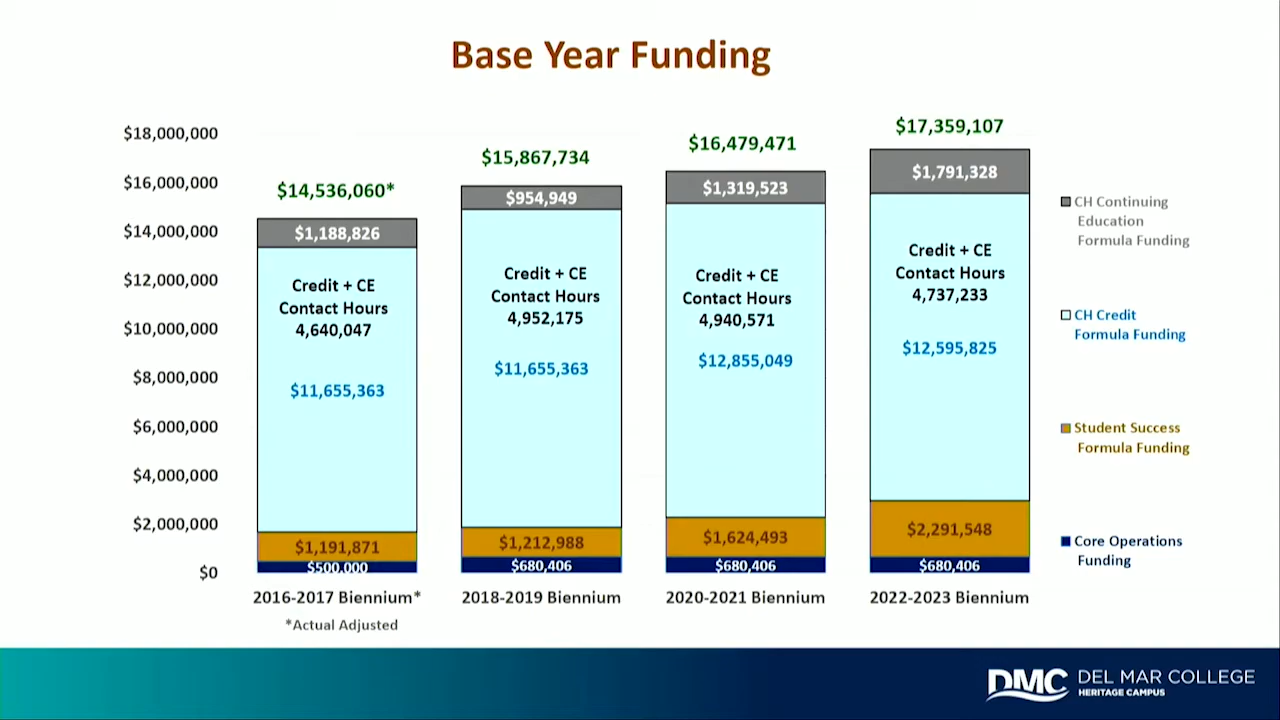 Base Year Funding
$18,000,000
$16,000,000
$14,000,000
$12,000,000
$10,000,000
$8,000,000
$6,000,000
$4,000,000
$2,000,000
$0
$14,536,060*
$1,188,826
Credit + CE
Contact Hours
4,640,047
$11,655,363
$1,191,871
$500,000
2016-2017 Biennium*
*Actual Adjusted
$15,867,734
$954,949
Credit + CE
Contact Hours
4,952,175
$11,655,363
$1,212,988
$680,406
2018-2019 Biennium
$16,479,471
$1,319,523
Credit + CE
Contact Hours
4,940,571
$12,855,049
$1,624,493
$680,406
2020-2021 Biennium
$17,359,107
$1,791,328
Credit + CE
Contact Hours
4,737,233
$12,595,825
$2,291,548
$680,406
2022-2023 Biennium
CH Continuing
Education
Formula Funding
CH Credit
Formula Funding
Student Success
Formula Funding
Core Operations
Funding
DMC DEL MAR COLLEGE
HERITAGE CAMPUS